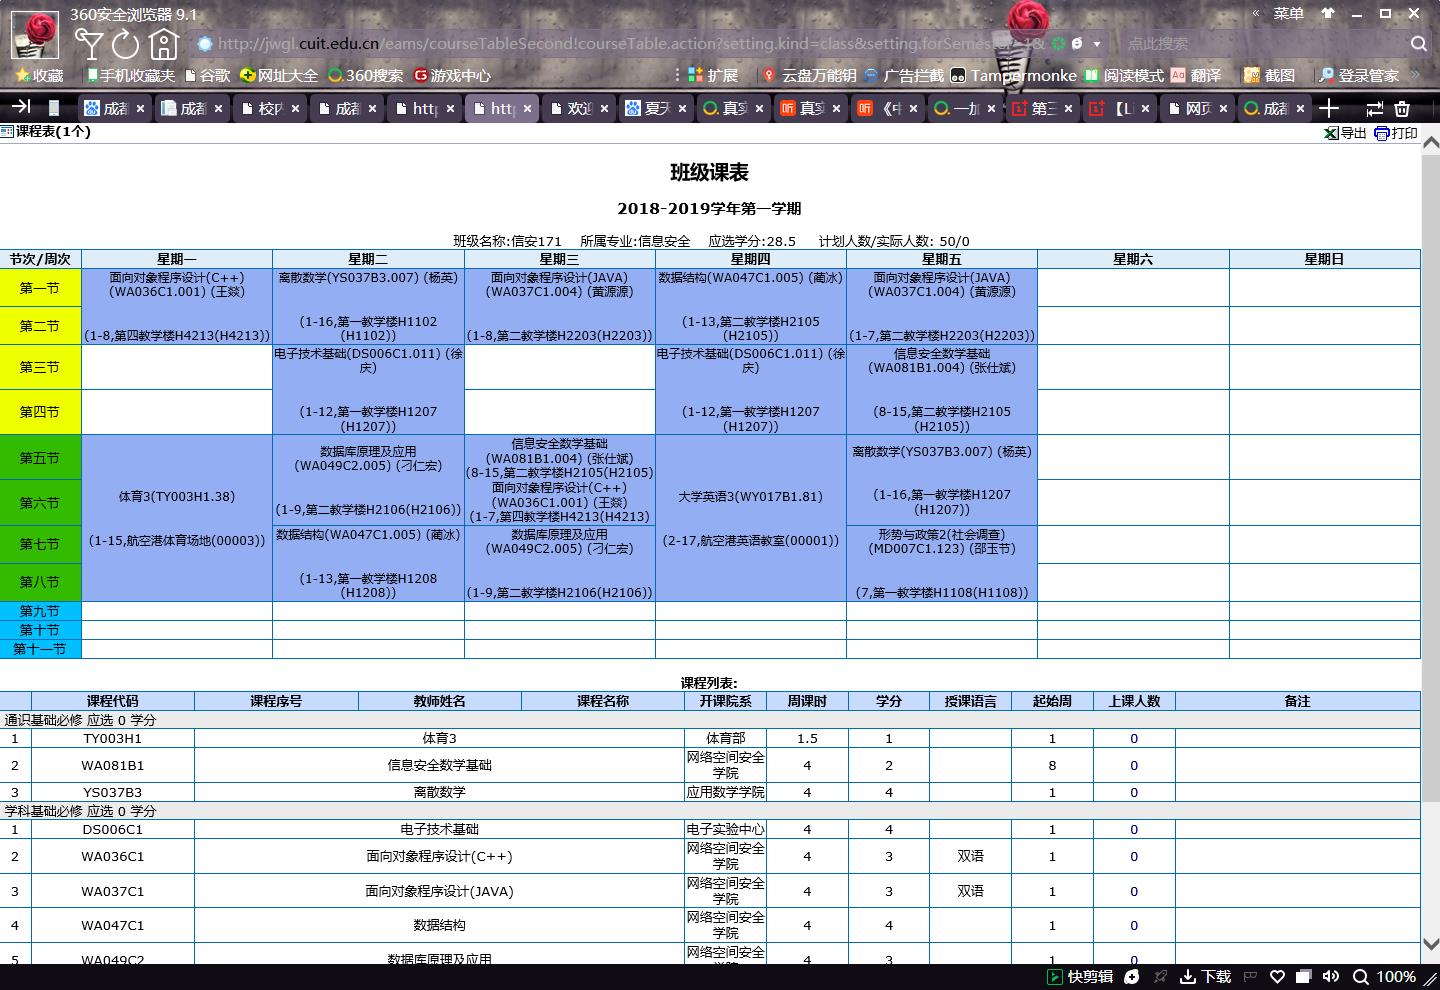 360安全浏览器 9.1
菜单
http://jwgl.cuit.edu.cn/eams/courseTableSecond!courseTable.action?setting.kind=class&setting.forSemester=1&
点此搜索
收藏 手机收藏夹 谷歌 网址大全 360搜索 游戏中心 扩展 云盘万能钥 广告拦截 Tampermonke 阅读模式 翻译 截图 登录管家
成都 成都 校内 成都 http http 欢迎 夏天 真实 真实 《中 一加 第三 【L 网页 成都
课程表(1个) 导出 打印
班级课表
2018-2019学年第一学期
班级名称:信安171 所属专业:信息安全 应选学分:28.5 计划人数/实际人数: 50/0
节次/周次 星期一 星期二 星期三 星期四 星期五 星期六 星期日
第一节
第二节
面向对象程序设计(C++)
(WA036C1.001) (王燚)
(1-8,第四教学楼H4213(H4213))
离散数学(YS037B3.007) (杨英)
(1-16,第一教学楼H1102
(H1102))
面向对象程序设计(JAVA)
(WA037C1.004) (黄源源)
(1-8,第二教学楼H2203(H2203))
数据结构(WA047C1.005) (蔺冰)
(1-13,第二教学楼H2105
(H2105))
面向对象程序设计(JAVA)
(WA037C1.004) (黄源源)
(1-7,第二教学楼H2203(H2203))
第三节
第四节
电子技术基础(DS006C1.011) (徐
庆)
(1-12,第一教学楼H1207
(H1207))
电子技术基础(DS006C1.011) (徐
庆)
(1-12,第一教学楼H1207
(H1207))
信息安全数学基础
(WA081B1.004) (张仕斌)
(8-15,第二教学楼H2105
(H2105))
第五节
第六节
第七节
第八节
体育3(TY003H1.38)
(1-15,航空港体育场地(00003))
数据库原理及应用
(WA049C2.005) (刁仁宏)
(1-9,第二教学楼H2106(H2106))
数据结构(WA047C1.005) (蔺冰)
(1-13,第一教学楼H1208
(H1208))
信息安全数学基础
(WA081B1.004) (张仕斌)
(8-15,第二教学楼H2105(H2105)
面向对象程序设计(C++)
(WA036C1.001) (王燚)
(1-7,第四教学楼H4213(H4213)
数据库原理及应用
(WA049C2.005) (刁仁宏)
(1-9,第二教学楼H2106(H2106))
大学英语3(WY017B1.81)
(2-17,航空港英语教室(00001))
离散数学(YS037B3.007) (杨英)
(1-16,第一教学楼H1207
(H1207))
形势与政策2(社会调查)
(MD007C1.123) (邵玉节)
(7,第一教学楼H1108(H1108))
第九节
第十节
第十一节
课程列表:
课程代码 课程序号 教师姓名 课程名称 开课院系 周课时 学分 授课语言 起始周 上课人数 备注
通识基础必修 应选 0 学分
1 TY003H1 体育3 体育部 1.5 1 1 0
2 WA081B1 信息安全数学基础 网络空间安全学院 4 2 8 0
3 YS037B3 离散数学 应用数学学院 4 4 1 0
学科基础必修 应选 0 学分
1 DS006C1 电子技术基础 电子实验中心 4 4 1 0
2 WA036C1 面向对象程序设计(C++) 网络空间安全学院 4 3 双语 1 0
3 WA037C1 面向对象程序设计(JAVA) 网络空间安全学院 4 3 双语 1 0
4 WA047C1 数据结构 网络空间安全学院 4 4 1 0
5 WA049C2 数据库原理及应用 网络空间安全学院 4 3 1 0
快剪辑 下载 100%